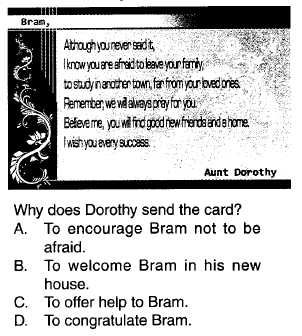 Bram,
Although you never said it,
I know you are afraid to leave your family,
to study in another town, far from your loved ones.
Remember, we will always pray for you.
Believe me, you will find good new friends and a home.
I wish you every success.
Aunt Dorothy
Why does Dorothy send the card?
A. To encourage Bram not to be
afraid.
B. To welcome Bram in his new
house.
C. To offer help to Bram.
D. To congratulate Bram.